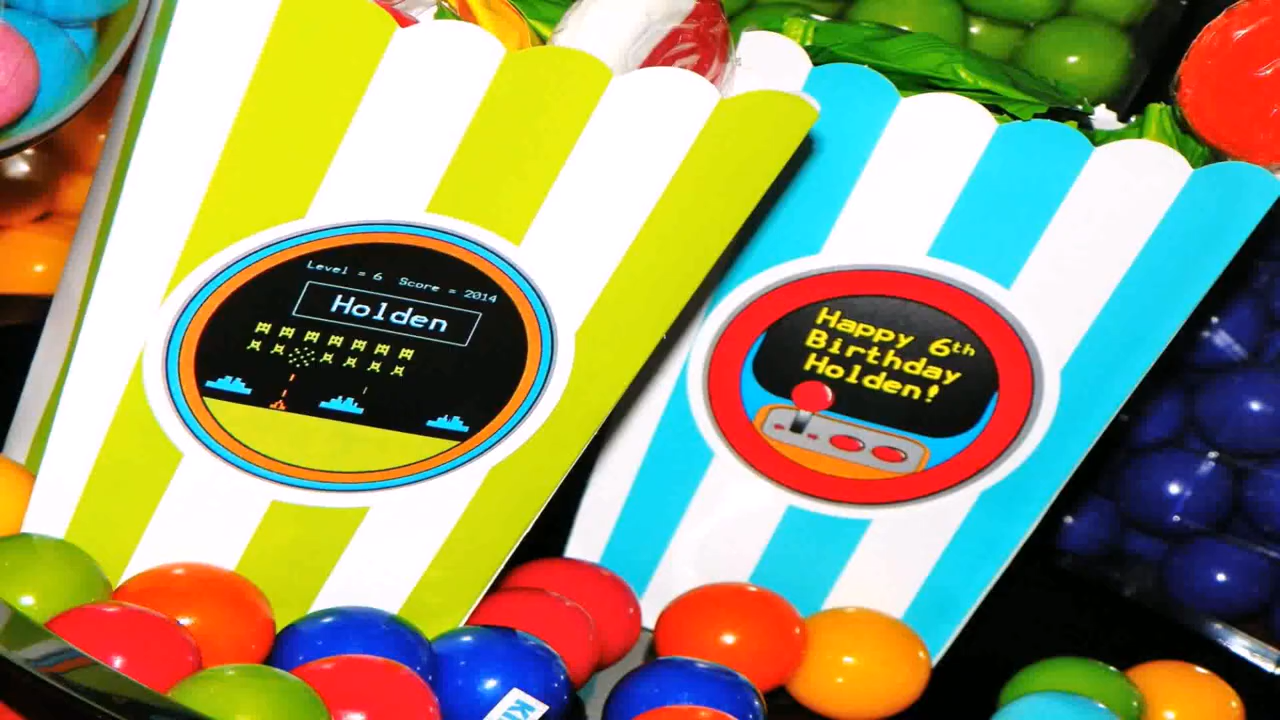 Level = 6 Score = 2014
Holden
Happy 6th
Birthday
Holden!